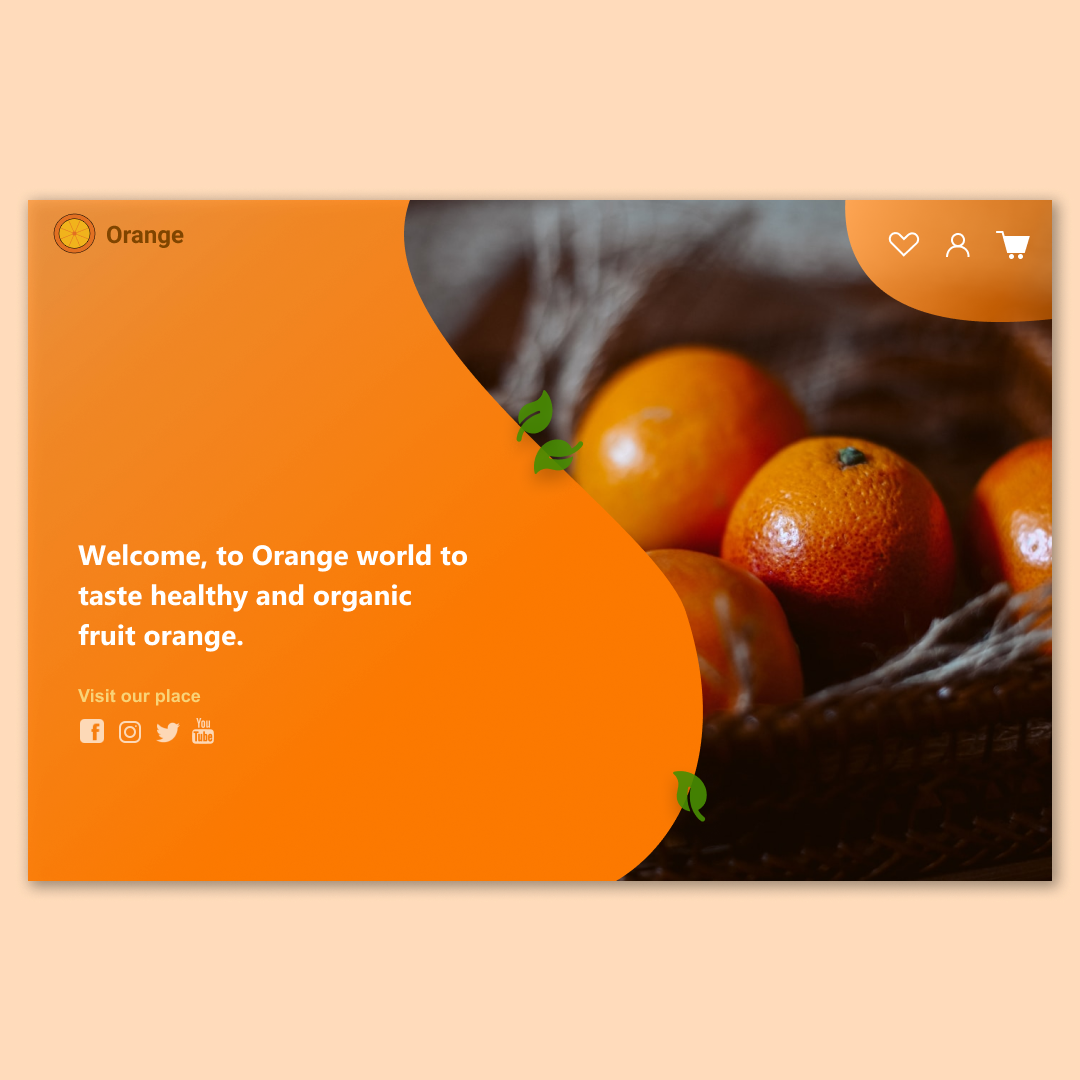 Orange
Welcome, to Orange world to
taste healthy and organic
fruit orange.
Visit our place
You
Tube